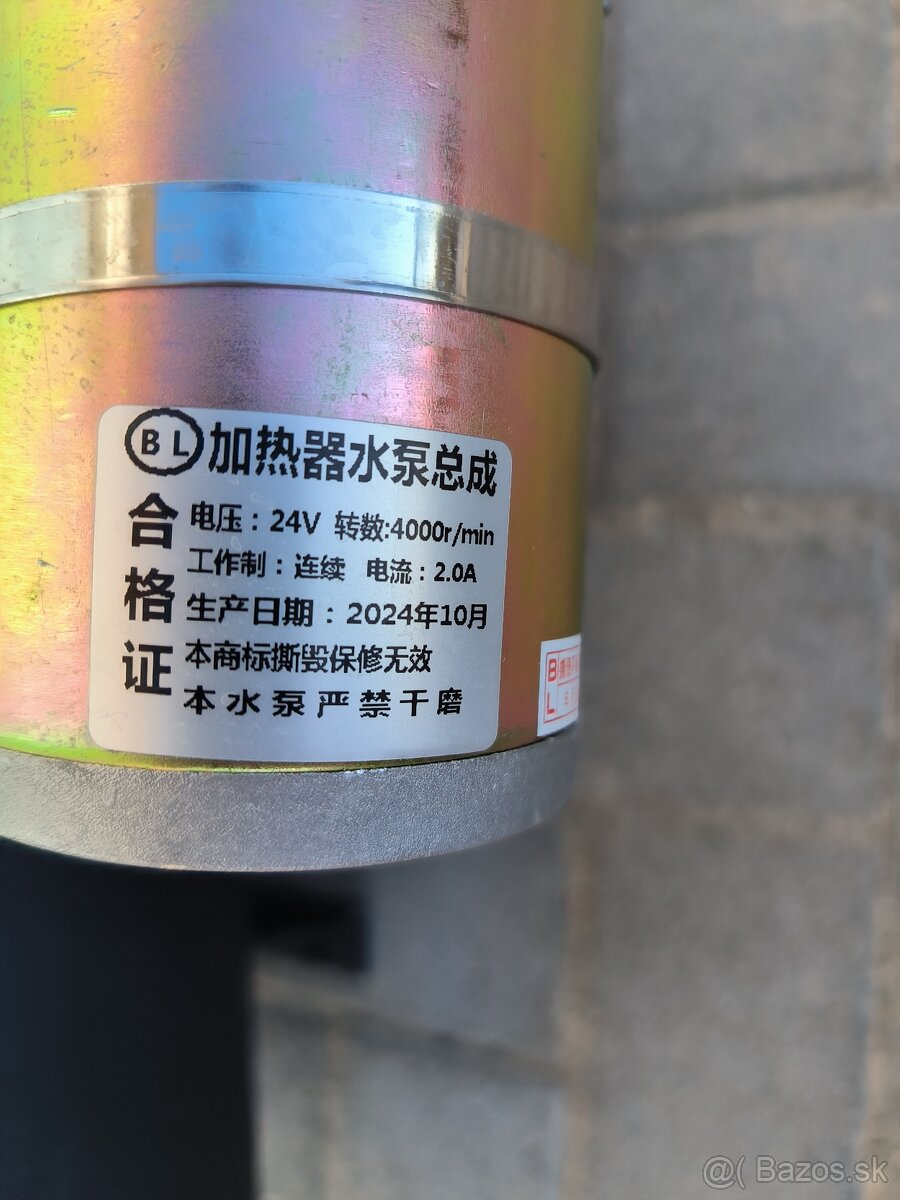 BL 加热器水泵总成
合格证
电压：24V 转数:4000r/min
工作制：连续 电流：2.0A
生产日期：2024年10月
本商标撕毁保修无效
本水泵严禁干磨
BL
@( Bazos.sk